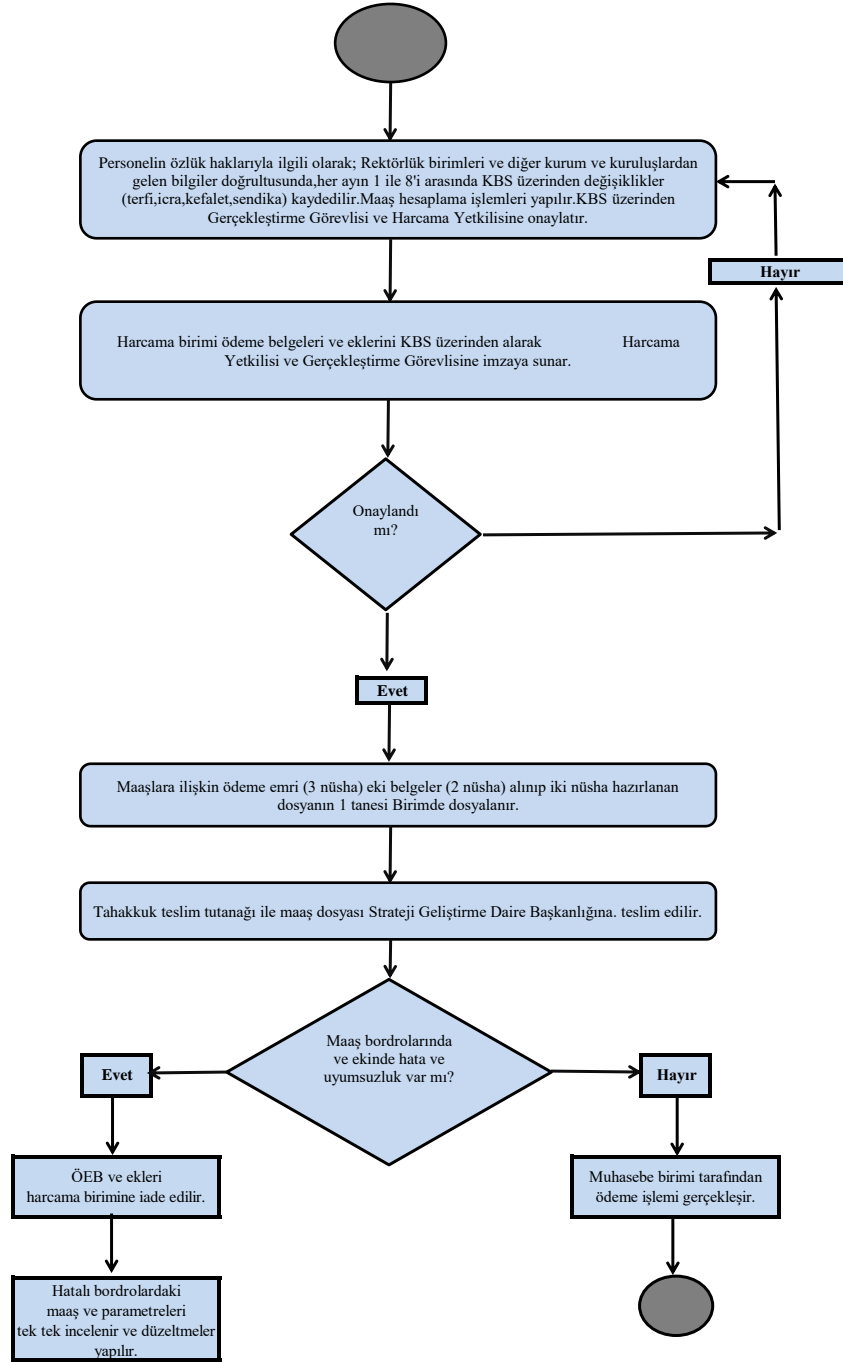 Personelin özlük haklarıyla ilgili olarak; Rektörlük birimleri ve diğer kurum ve kuruluşlardan
gelen bilgiler doğrultusunda,her ayın 1 ile 8'i arasında KBS üzerinden değişiklikler
(terfi,icra,kefalet,sendika) kaydedilir.Maaş hesaplama işlemleri yapılır.KBS üzerinden
Gerçekleştirme Görevlisi ve Harcama Yetkilisine onaylatır.
Hayır
Harcama birimi ödeme belgeleri ve eklerini KBS üzerinden alarak Harcama
Yetkilisi ve Gerçekleştirme Görevlisine imzaya sunar.
Onaylandı
mı?
Evet
Maaşlara ilişkin ödeme emri (3 nüsha) eki belgeler (2 nüsha) alınıp iki nüsha hazırlanan
dosyanın 1 tanesi Birimde dosyalanır.
Tahakkuk teslim tutanağı ile maaş dosyası Strateji Geliştirme Daire Başkanlığına. teslim edilir.
Maaş bordrolarında
ve ekinde hata ve
uyumsuzluk var mı?
Evet
Hayır
ÖEB ve ekleri
harcama birimine iade edilir.
Muhasebe birimi tarafından
ödeme işlemi gerçekleşir.
Hatalı bordrolardaki
maaş ve parametreleri
tek tek incelenir ve düzeltmeler
yapılır.